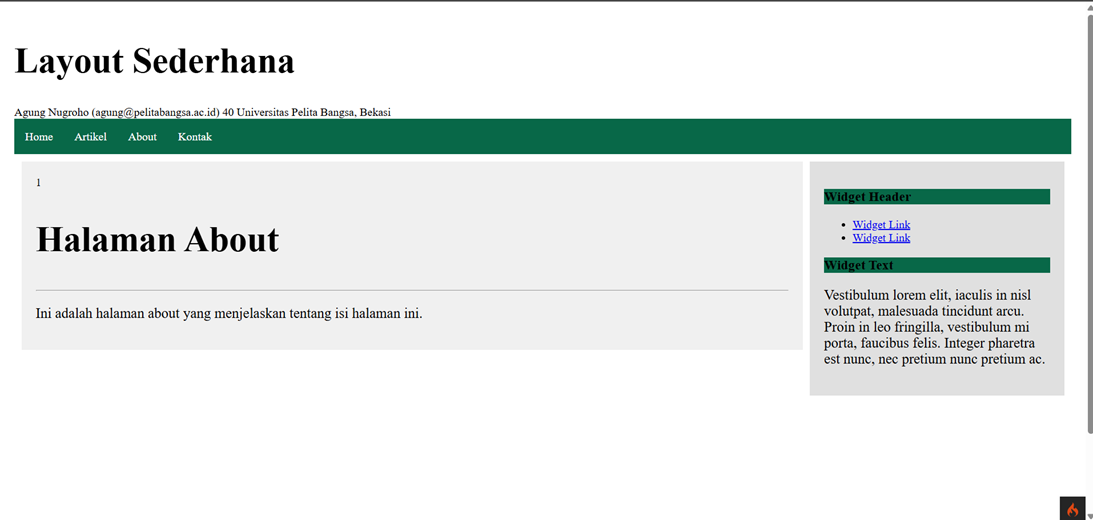 Layout Sederhana
Agung Nugroho (agung@pelitabangsa.ac.id) 40 Universitas Pelita Bangsa, Bekasi
Home Artikel About Kontak
1
Halaman About
Ini adalah halaman about yang menjelaskan tentang isi halaman ini.
Widget Header
Widget Link
Widget Link
Widget Text
Vestibulum lorem elit, iaculis in nisl
volutpat, malesuada tincidunt arcu.
Proin in leo fringilla, vestibulum mi
porta, faucibus felis. Integer pharetra
est nunc, nec pretium nunc pretium ac.